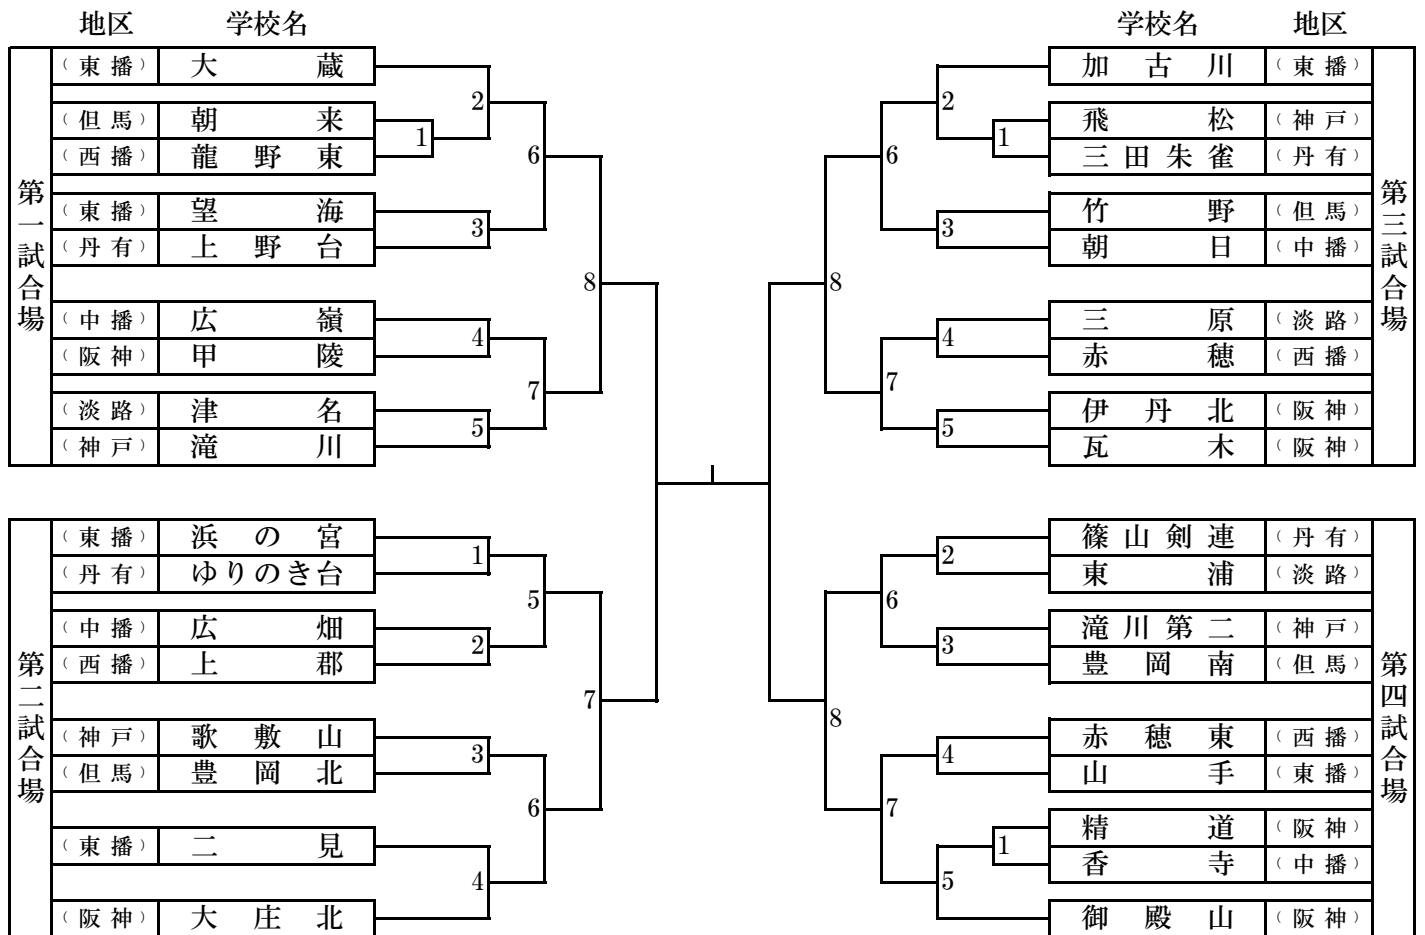 地区 学校名
第一試合場
（東播） 大蔵
（但馬） 朝来
（西播） 龍野東
（東播） 望海
（丹有） 上野台
（中播） 広嶺
（阪神） 甲陵
（淡路） 津名
（神戸） 滝川
2
1
6
3
8
4
7
5
第二試合場
（東播） 浜の宮
（丹有） ゆりのき台
（中播） 広畑
（西播） 上郡
（神戸） 歌敷山
（但馬） 豊岡北
（東播） 二見
（阪神） 大庄北
1
5
2
7
3
6
4
学校名 地区
第三試合場
加古川 （東播）
飛松 （神戸）
三田朱雀 （丹有）
竹野 （但馬）
朝日 （中播）
三原 （淡路）
赤穂 （西播）
伊丹北 （阪神）
瓦木 （阪神）
2
1
6
3
8
4
7
5
第四試合場
篠山剣連 （丹有）
東浦 （淡路）
滝川第二 （神戸）
豊岡南 （但馬）
赤穂東 （西播）
山手 （東播）
精道 （阪神）
香寺 （中播）
御殿山 （阪神）
2
6
3
8
4
7
1
5